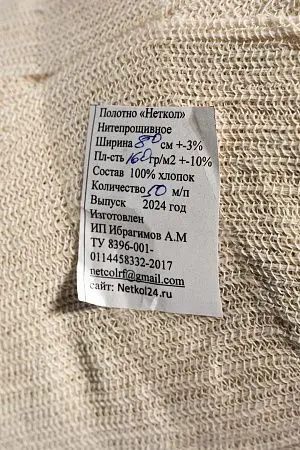 Полотно «Неткол»
Нитепрошивное
Ширина 80 см +-3%
Пл-сть 160 гр/м2 +-10%
Состав 100% хлопок
Количество 50 м/п
Выпуск 2024 год
Изготовлен
ИП Ибрагимов А.М
ТУ 8396-001-
0114458332-2017
netcolrf@gmail.com
сайт: Netkol24.ru